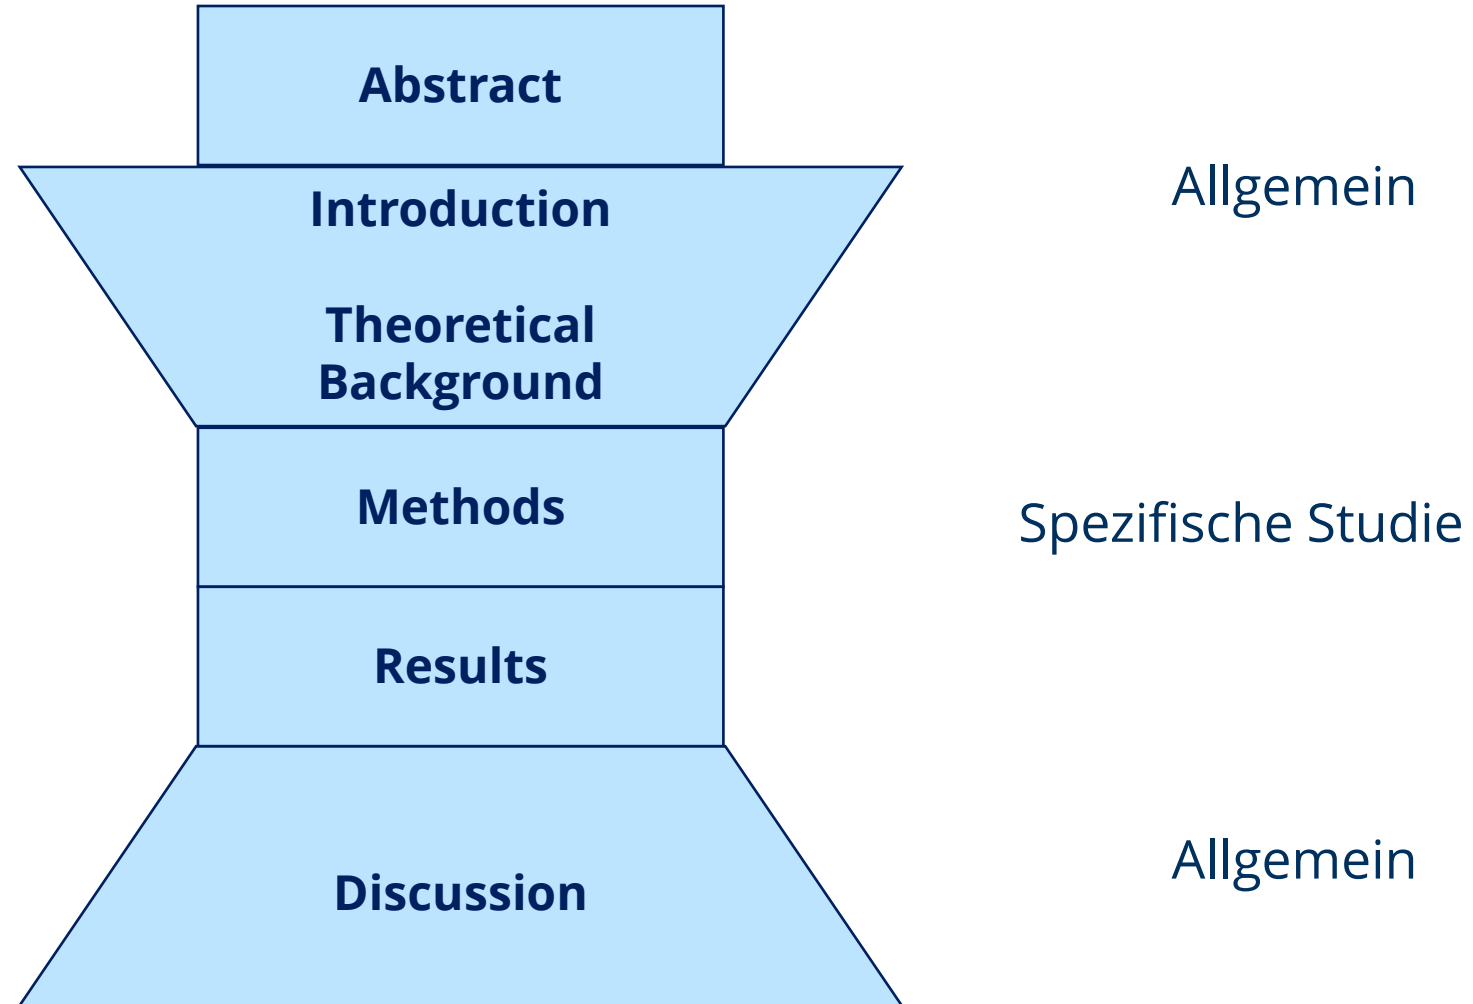 Abstract
Allgemein
Introduction
Theoretical
Background
Methods
Spezifische Studie
Results
Allgemein
Discussion